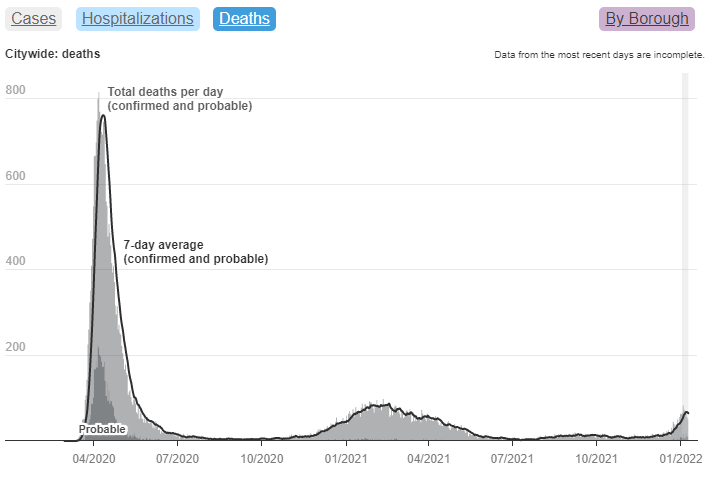 Cases Hospitalizations Deaths By Borough
Citywide: deaths Data from the most recent days are incomplete.
800
Total deaths per day
(confirmed and probable)
600
7-day average
(confirmed and probable)
400
200
Probable
04/2020 07/2020 10/2020 01/2021 04/2021 07/2021 10/2021 01/2022